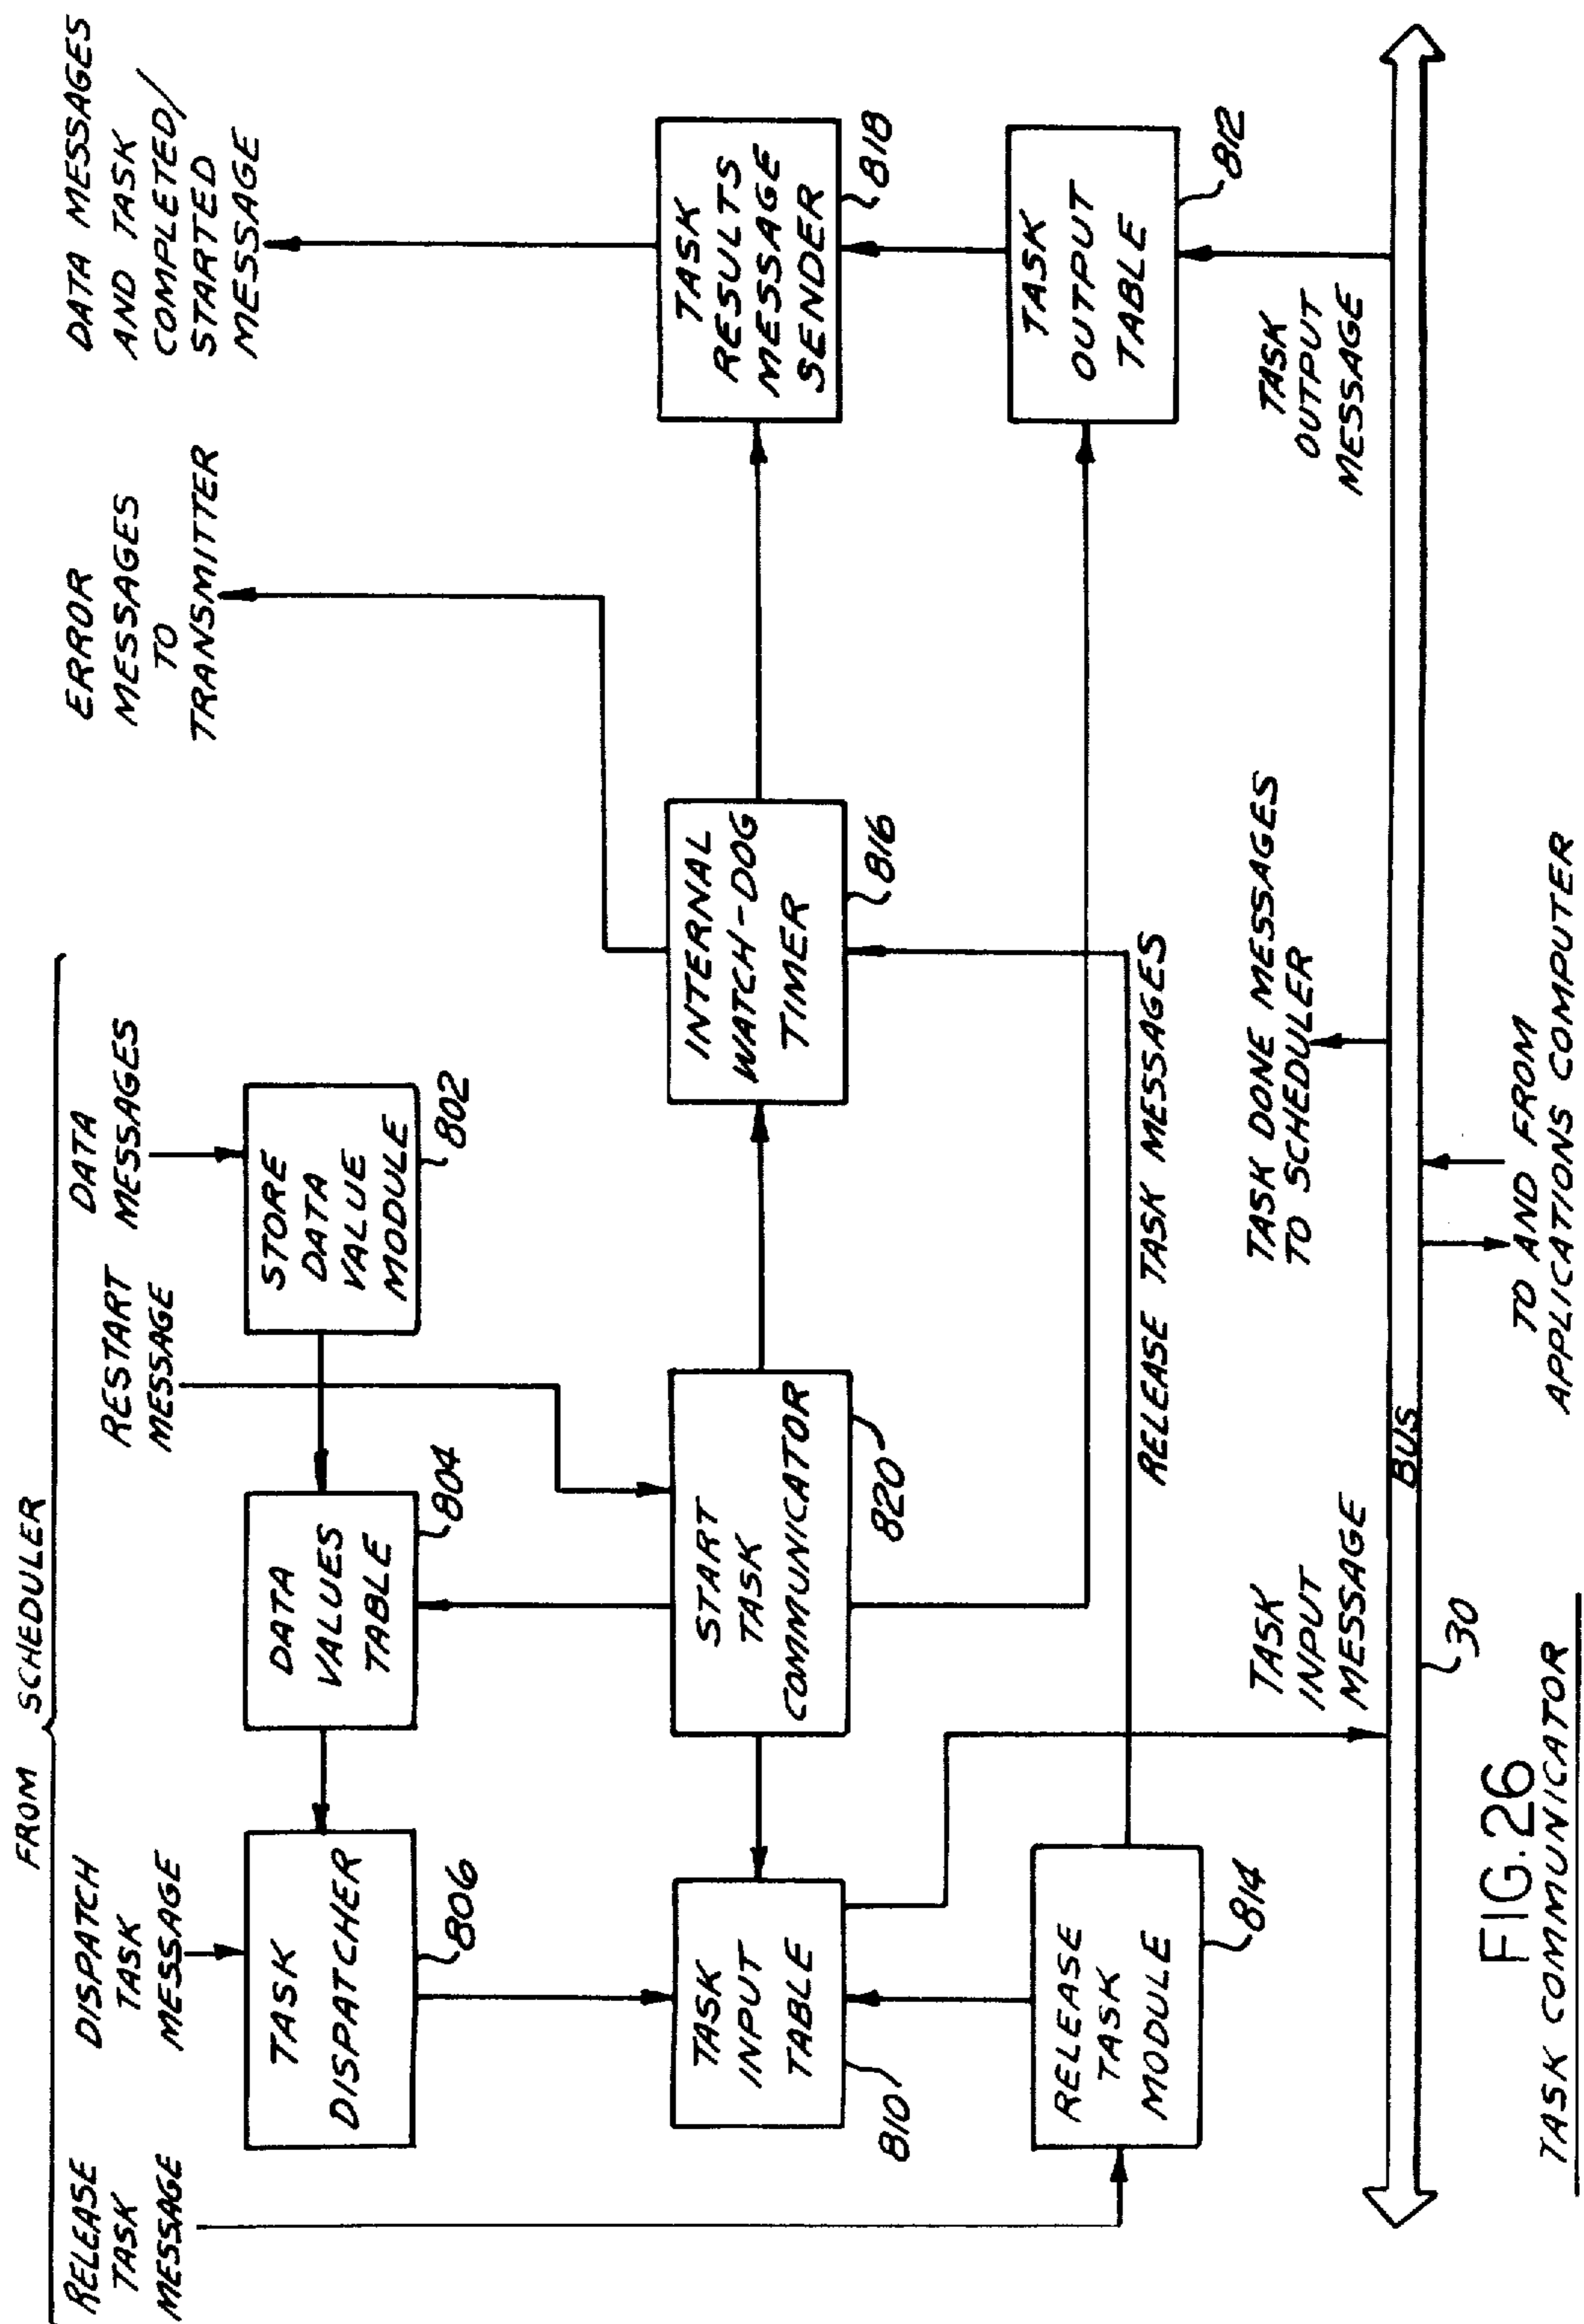 FROM SCHEDULER
RELEASE
TASK
MESSAGE
DISPATCH
TASK
MESSAGE
RESTART
MESSAGE
DATA
MESSAGES
ERROR
MESSAGES
TO
TRANSMITTER
DATA MESSAGES
AND TASK
COMPLETED/
STARTED
MESSAGE
TASK
DISPATCHER
806
DATA
VALUES
TABLE
804
STORE
DATA
VALUE
MODULE
802
TASK
INPUT
TABLE
810
START
TASK
COMMUNICATOR
820
INTERNAL
WATCH-DOG
TIMER
816
TASK
RESULTS
MESSAGE
SENDER
818
RELEASE
TASK
MODULE
814
RELEASE TASK MESSAGES
TASK
OUTPUT
TABLE
812
TASK
INPUT
MESSAGE
TASK DONE MESSAGES
TO SCHEDULER
TASK
OUTPUT
MESSAGE
BUS
30
TO AND FROM
APPLICATIONS COMPUTER
FIG. 26
TASK COMMUNICATOR